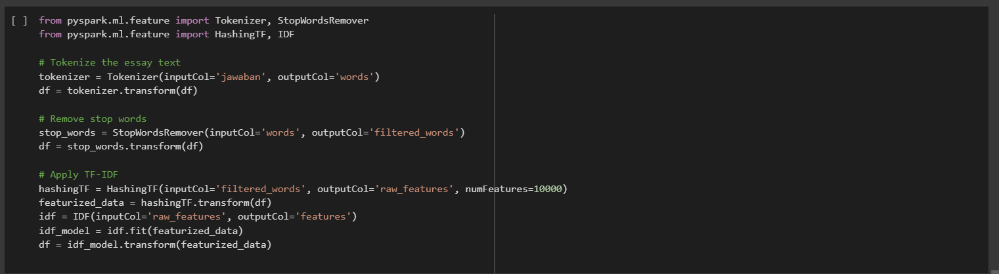 [ ] from pyspark.ml.feature import Tokenizer, StopWordsRemover
from pyspark.ml.feature import HashingTF, IDF
# Tokenize the essay text
tokenizer = Tokenizer(inputCol='jawaban', outputCol='words')
df = tokenizer.transform(df)
# Remove stop words
stop_words = StopWordsRemover(inputCol='words', outputCol='filtered_words')
df = stop_words.transform(df)
# Apply TF-IDF
hashingTF = HashingTF(inputCol='filtered_words', outputCol='raw_features', numFeatures=10000)
featurized_data = hashingTF.transform(df)
idf = IDF(inputCol='raw_features', outputCol='features')
idf_model = idf.fit(featurized_data)
df = idf_model.transform(featurized_data)